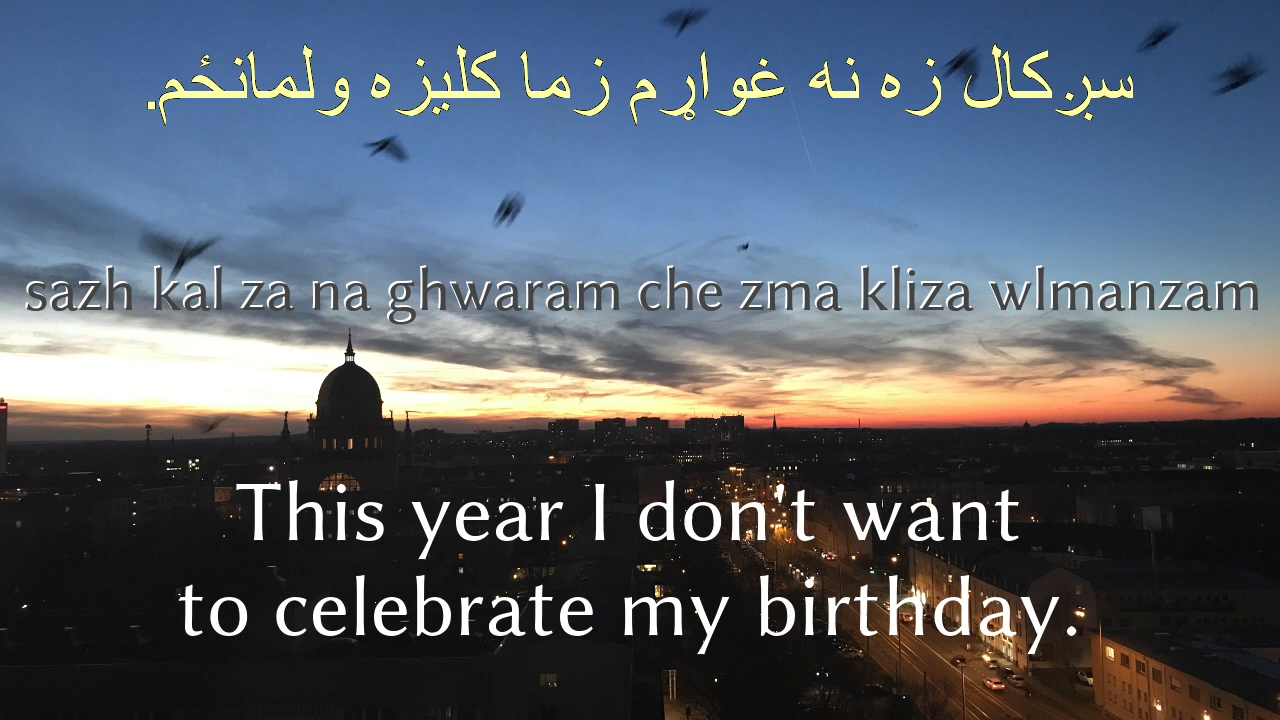 سږکال زه نه غواړم زما کلیزه ولمانځم.
sazh kal za na ghwaram che zma kliza wlmanzam
This year I don't want
to celebrate my birthday.